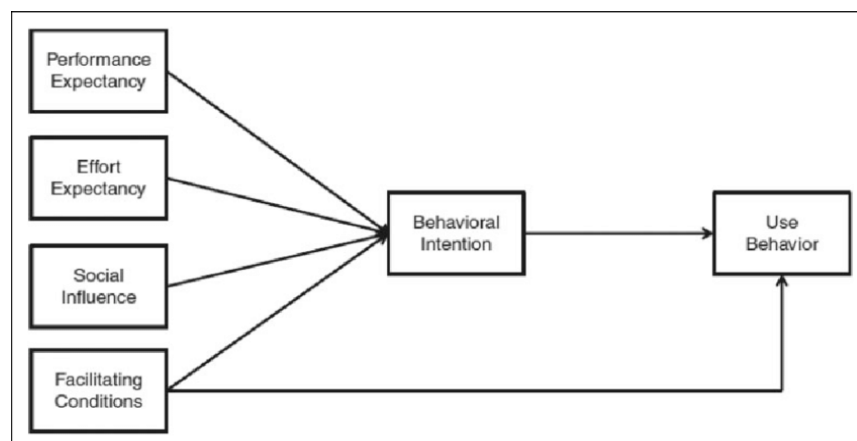 Performance
Expectancy
Effort
Expectancy
Social
Influence
Facilitating
Conditions
Behavioral
Intention
Use
Behavior